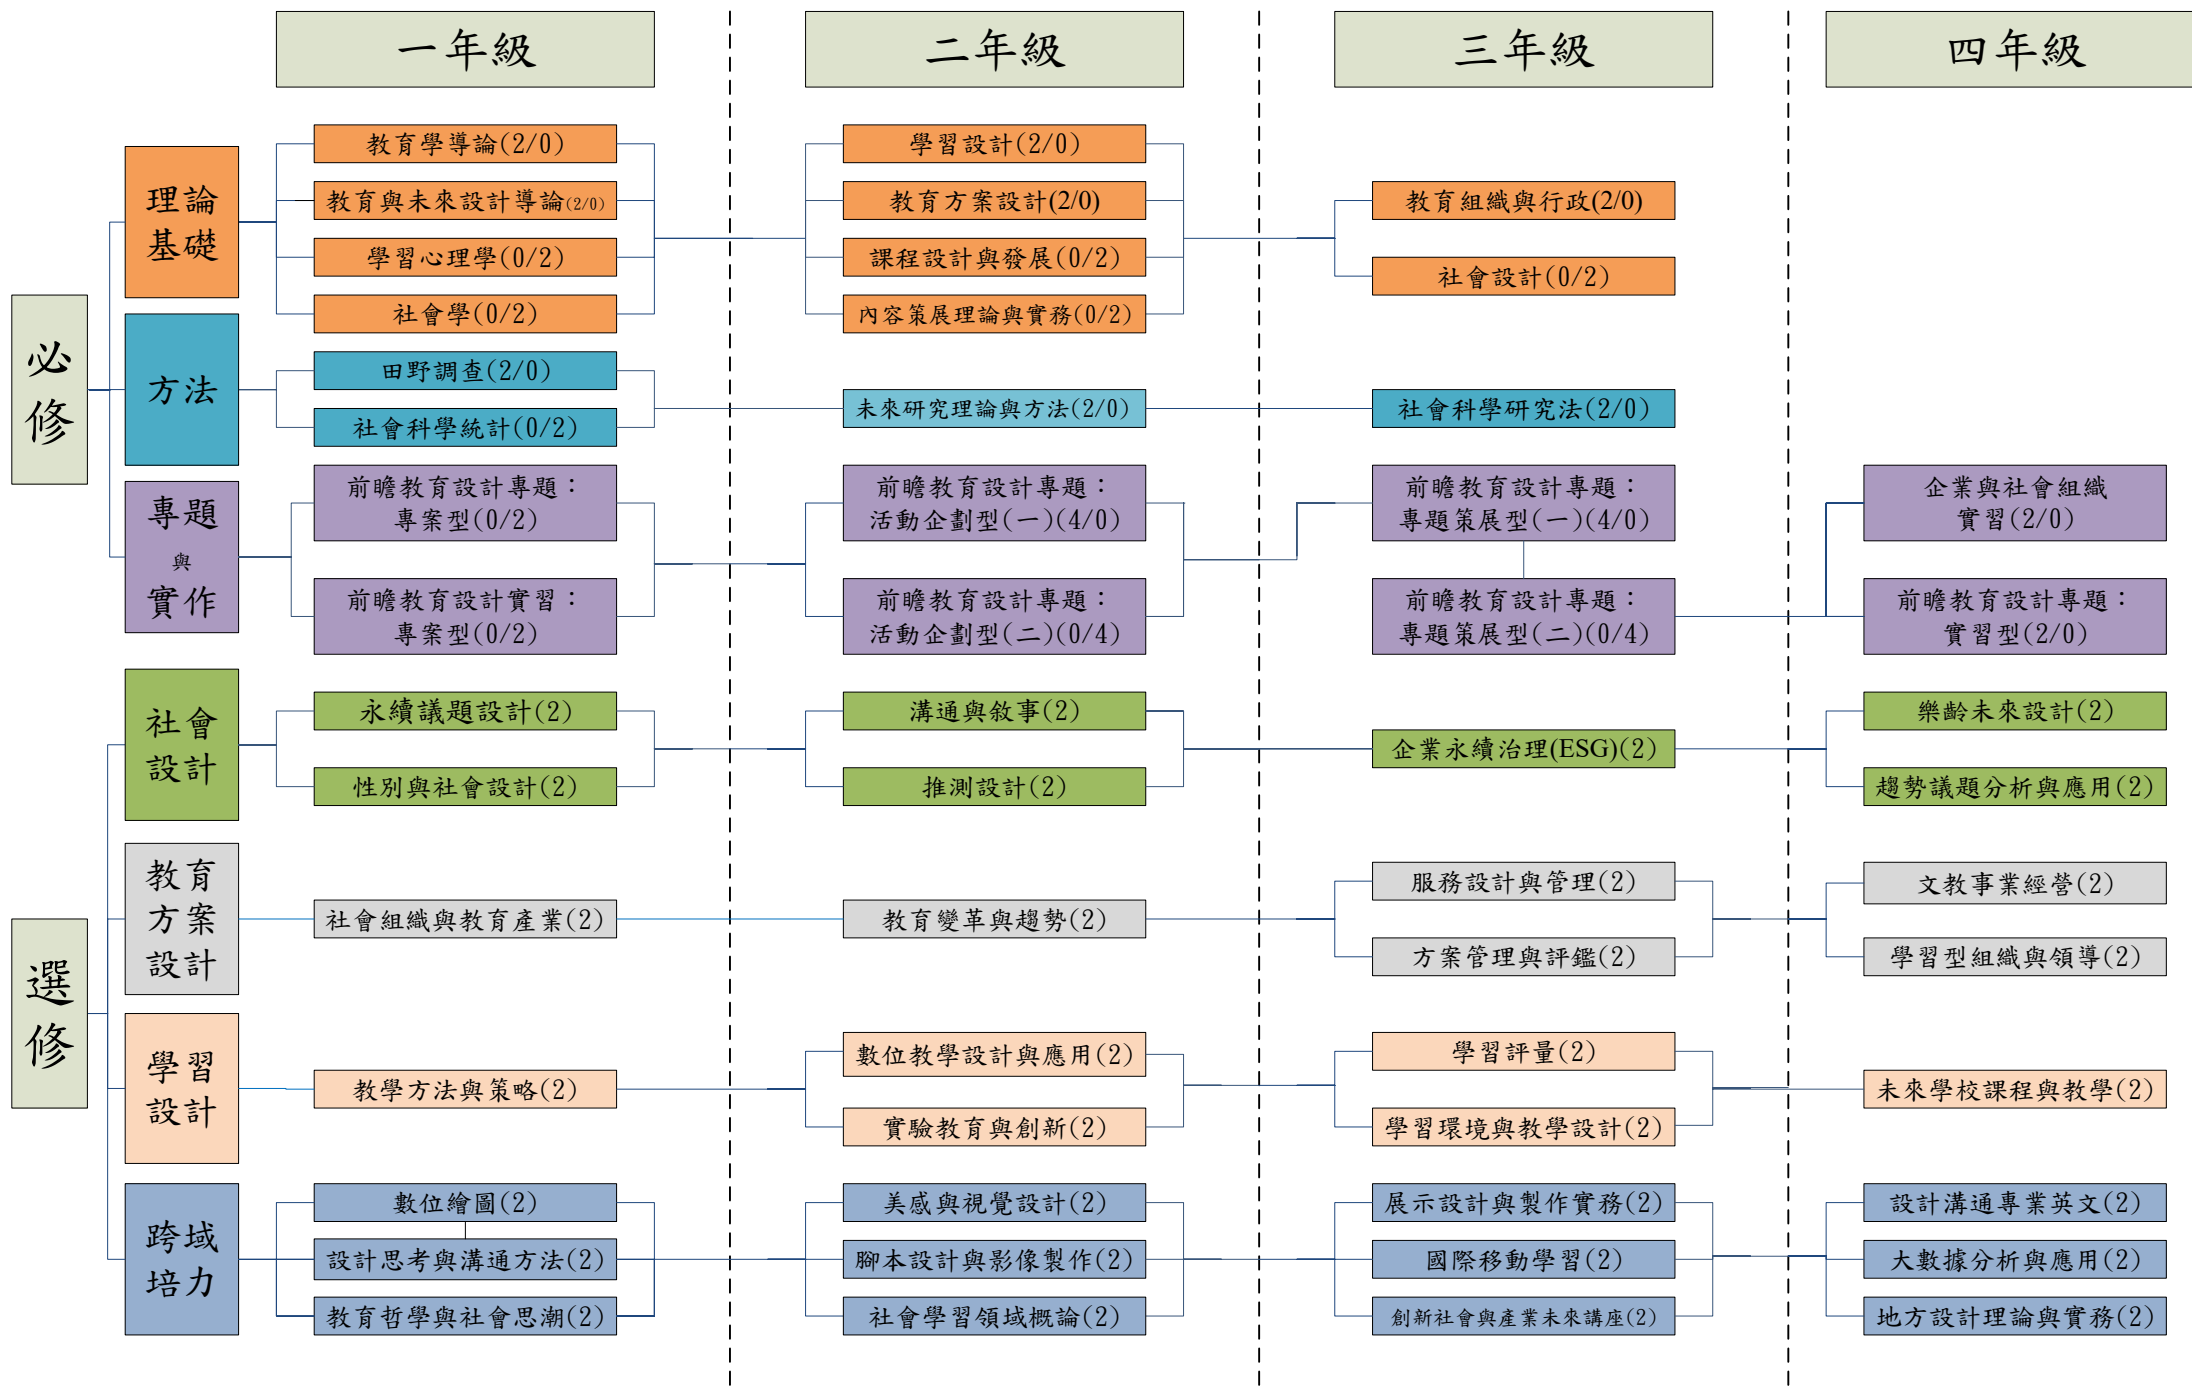 一年級
二年級
三年級
四年級
必修
理論
基礎
教育學導論(2/0)
教育與未來設計導論(2/0)
學習心理學(0/2)
社會學(0/2)
學習設計(2/0)
教育方案設計(2/0)
課程設計與發展(0/2)
內容策展理論與實務(0/2)
教育組織與行政(2/0)
社會設計(0/2)
方法
田野調查(2/0)
社會科學統計(0/2)
未來研究理論與方法(2/0)
社會科學研究法(2/0)
專題
與
實作
前瞻教育設計專題：
專案型(0/2)
前瞻教育設計實習：
專案型(0/2)
前瞻教育設計專題：
活動企劃型(一)(4/0)
前瞻教育設計專題：
活動企劃型(二)(0/4)
前瞻教育設計專題：
專題策展型(一)(4/0)
前瞻教育設計專題：
專題策展型(二)(0/4)
企業與社會組織
實習(2/0)
前瞻教育設計專題：
實習型(2/0)
選修
社會
設計
永續議題設計(2)
性別與社會設計(2)
溝通與敘事(2)
推測設計(2)
企業永續治理(ESG)(2)
樂齡未來設計(2)
趨勢議題分析與應用(2)
教育
方案
設計
社會組織與教育產業(2)
教育變革與趨勢(2)
服務設計與管理(2)
方案管理與評鑑(2)
文教事業經營(2)
學習型組織與領導(2)
學習
設計
教學方法與策略(2)
數位教學設計與應用(2)
實驗教育與創新(2)
學習評量(2)
學習環境與教學設計(2)
未來學校課程與教學(2)
跨域
培力
數位繪圖(2)
設計思考與溝通方法(2)
教育哲學與社會思潮(2)
美感與視覺設計(2)
腳本設計與影像製作(2)
社會學習領域概論(2)
展示設計與製作實務(2)
國際移動學習(2)
創新社會與產業未來講座(2)
設計溝通專業英文(2)
大數據分析與應用(2)
地方設計理論與實務(2)